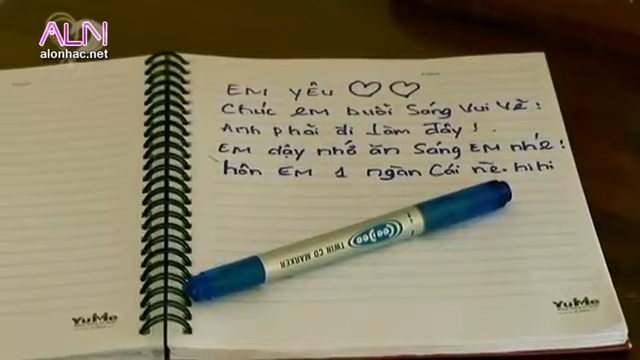 ALN
alonhac.net
EM yêu ♡♡
Chúc em buổi Sáng Vui Vẻ!
Anh phải đi làm đây!.
EM dậy nhớ ăn Sáng EM nhé!
hôn EM 1 ngàn Cái nè. hihi
CeeDee
TWIN CD MARKER
YuMe
YuMe